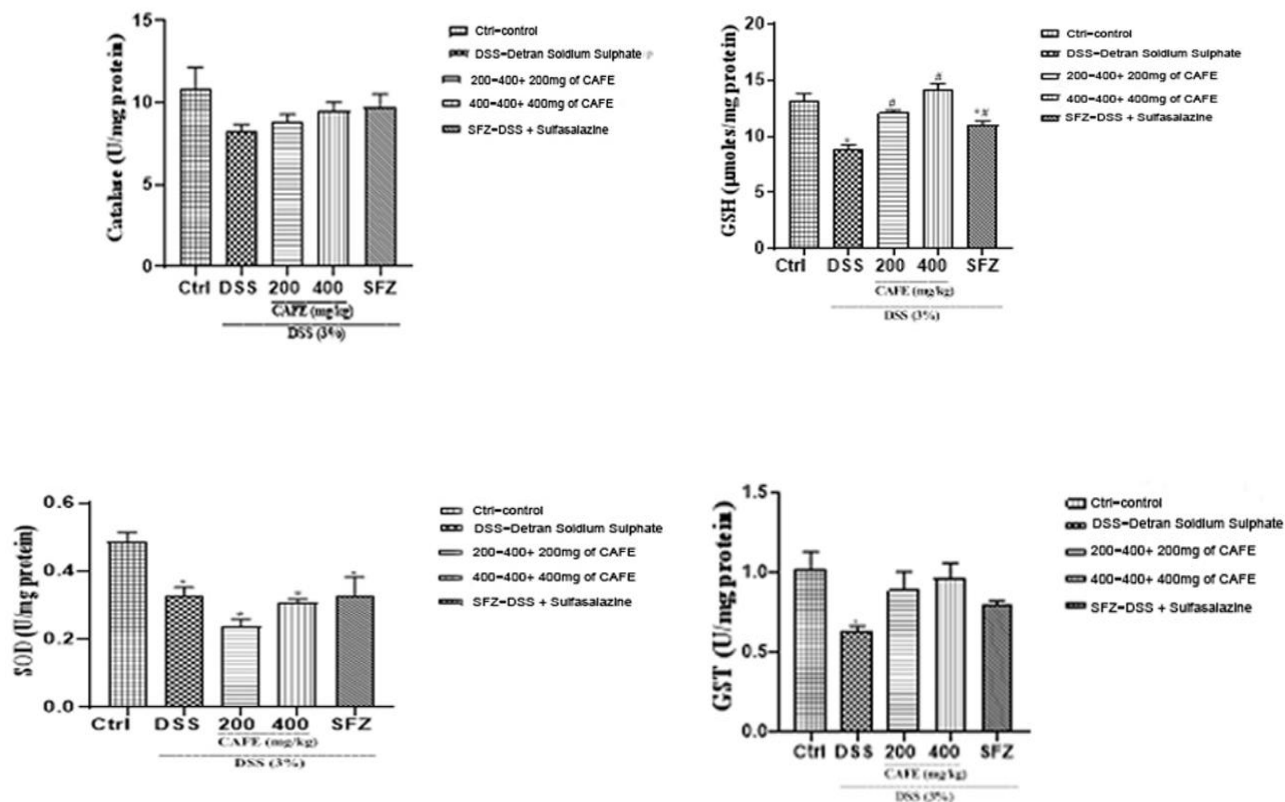 Catalase (U/mg protein)
15
10
5
0
Ctrl DSS 200 400 SFZ
CAFE (mg/kg)
DSS (3%)
Ctrl-control
DSS-Detran Soldium Sulphate
200-400+ 200mg of CAFE
400-400+ 400mg of CAFE
SFZ-DSS + Sulfasalazine
GSH (µmoles/mg protein)
20
15
10
5
0
*
#
#
*#
Ctrl DSS 200 400 SFZ
CAFE (mg/kg)
DSS (3%)
Ctrl-control
DSS-Detran Soldium Sulphate
200-400+ 200mg of CAFE
400-400+ 400mg of CAFE
SFZ-DSS + Sulfasalazine
SOD (U/mg protein)
0.6
0.4
0.2
0.0
* * * *
Ctrl DSS 200 400 SFZ
CAFE (mg/kg)
DSS (3%)
Ctrl-control
DSS-Detran Soldium Sulphate
200-400+ 200mg of CAFE
400-400+ 400mg of CAFE
SFZ-DSS + Sulfasalazine
GST (U/mg protein)
1.5
1.0
0.5
0.0
*
Ctrl DSS 200 400 SFZ
CAFE (mg/kg)
DSS (3%)
Ctrl-control
DSS-Detran Soldium Sulphate
200-400+ 200mg of CAFE
400-400+ 400mg of CAFE
SFZ-DSS + Sulfasalazine